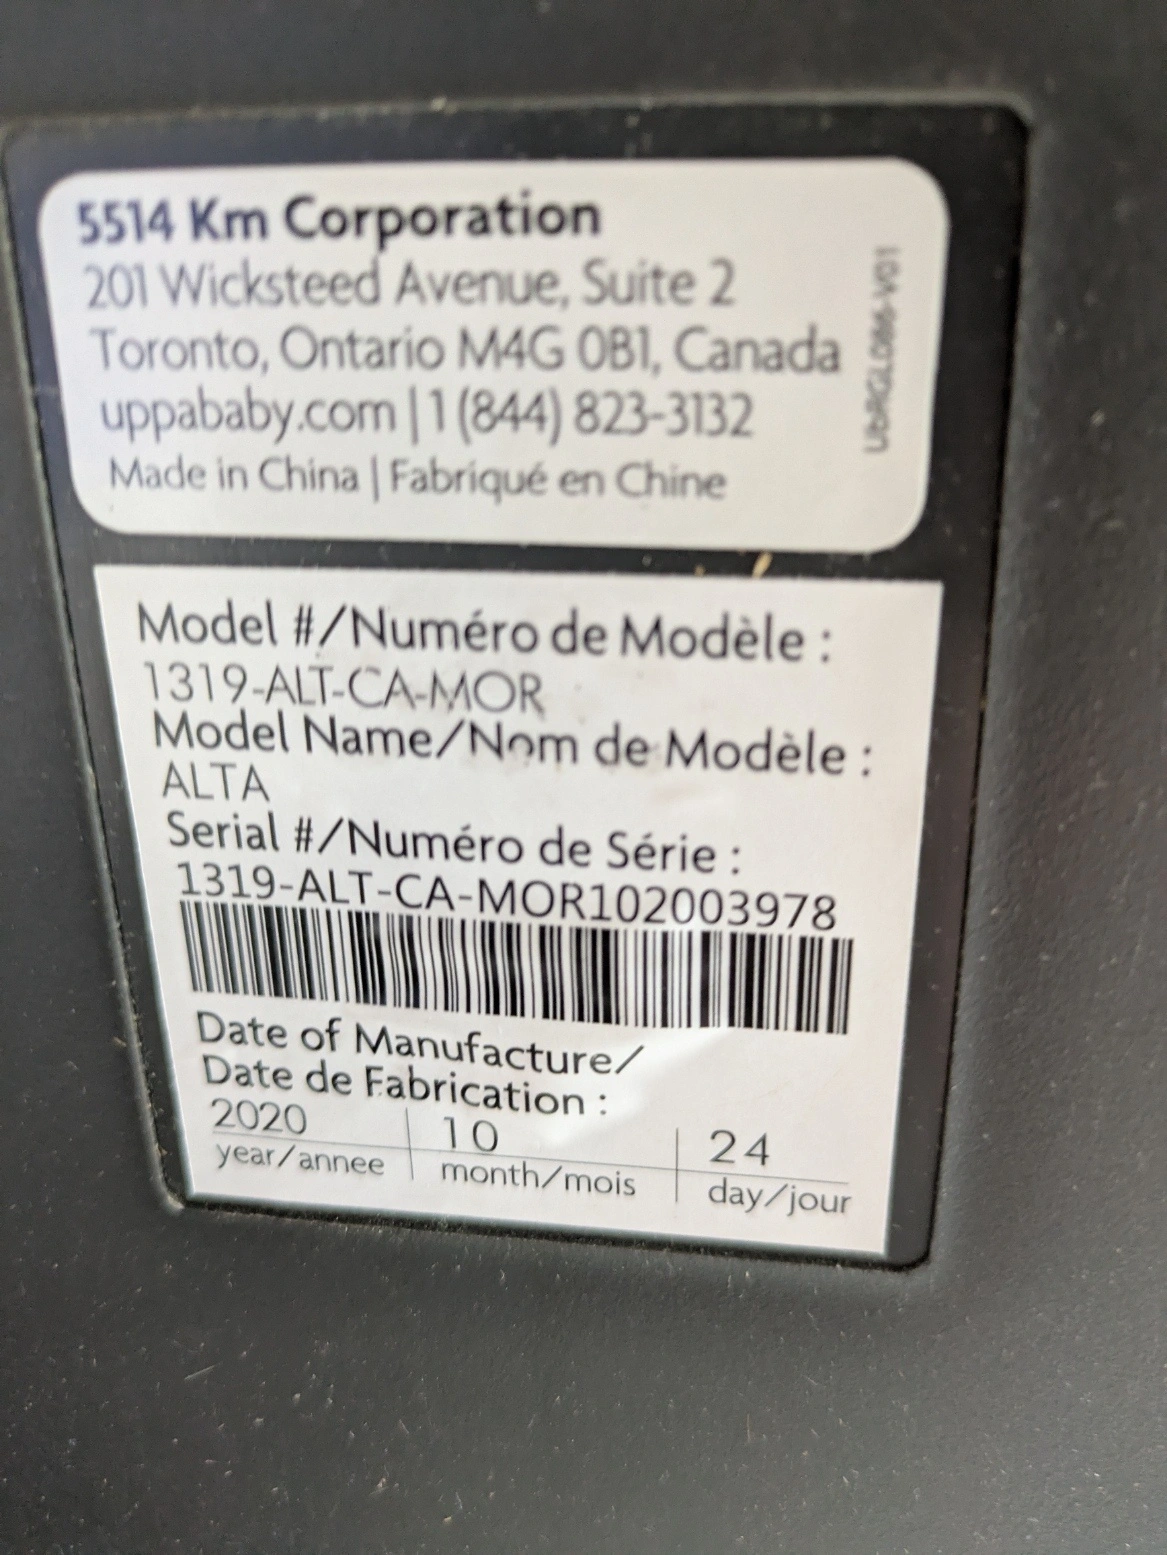 5514 Km Corporation
201 Wicksteed Avenue, Suite 2
Toronto, Ontario M4G 0B1, Canada
uppababy.com | 1 (844) 823-3132
Made in China | Fabriqué en Chine
UbRGL086-V01
Model #/Numéro de Modèle :
1319-ALT-CA-MOR
Model Name/Nom de Modèle :
ALTA
Serial #/Numéro de Série :
1319-ALT-CA-MOR102003978
Date of Manufacture/
Date de Fabrication :
2020 | 10 | 24
year/annee | month/mois | day/jour